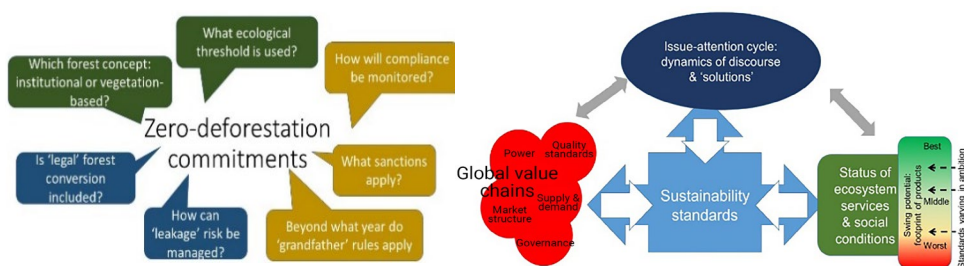 What ecological
threshold is used?
Which forest concept:
institutional or vegetation-
based?
How will compliance
be monitored?
Zero-deforestation
commitments
Is 'legal' forest
conversion
included?
What sanctions
apply?
How can
'leakage' risk be
managed?
Beyond what year do
'grandfather' rules apply
Issue-attention cycle:
dynamics of discourse
& 'solutions'
Power
Quality
standards
Global value
chains
Supply &
demand
Market
structure
Governance
Sustainability
standards
Status of
ecosystem
services
& social
conditions
Swing potential:
footprint of products
Best
Middle
Worst
Standards varying in ambition